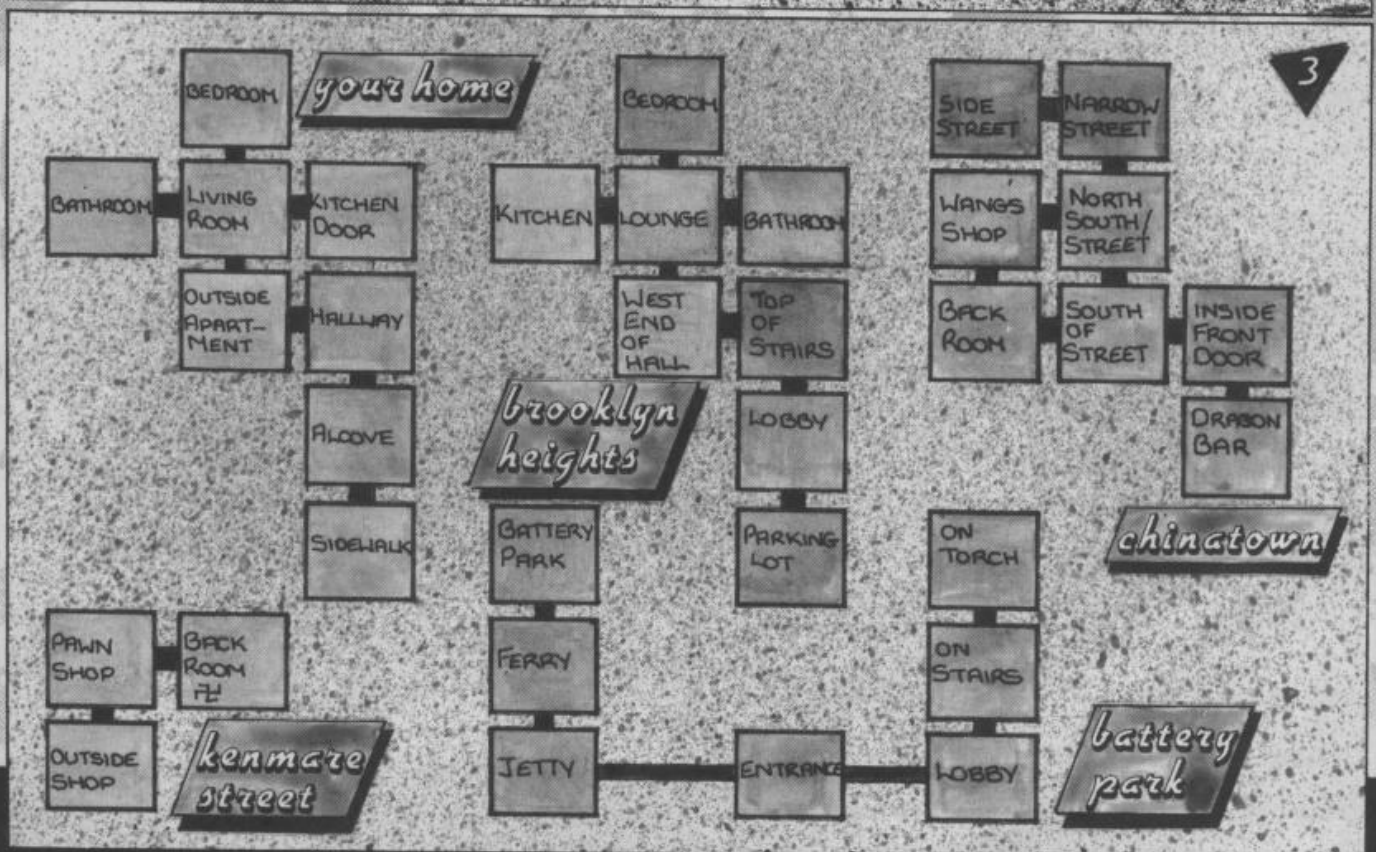 3
your home
BEDROOM
BATHROOM
LIVING
ROOM
KITCHEN
DOOR
OUTSIDE
APART-
MENT
HALLWAY
ALCOVE
SIDEWALK
brooklyn
heights
BEDROOM
KITCHEN
LOUNGE
BATHROOM
WEST
END
OF
HALL
TOP
OF
STAIRS
LOBBY
PARKING
LOT
chinatown
SIDE
STREET
NARROW
STREET
WANGS
SHOP
NORTH
SOUTH/
STREET
BACK
ROOM
SOUTH
OF
STREET
INSIDE
FRONT
DOOR
DRAGON
BAR
kenmare
street
PAWN
SHOP
BACK
ROOM
OUTSIDE
SHOP
battery
park
BATTERY
PARK
FERRY
JETTY
ENTRANCE
LOBBY
ON
STAIRS
ON
TORCH